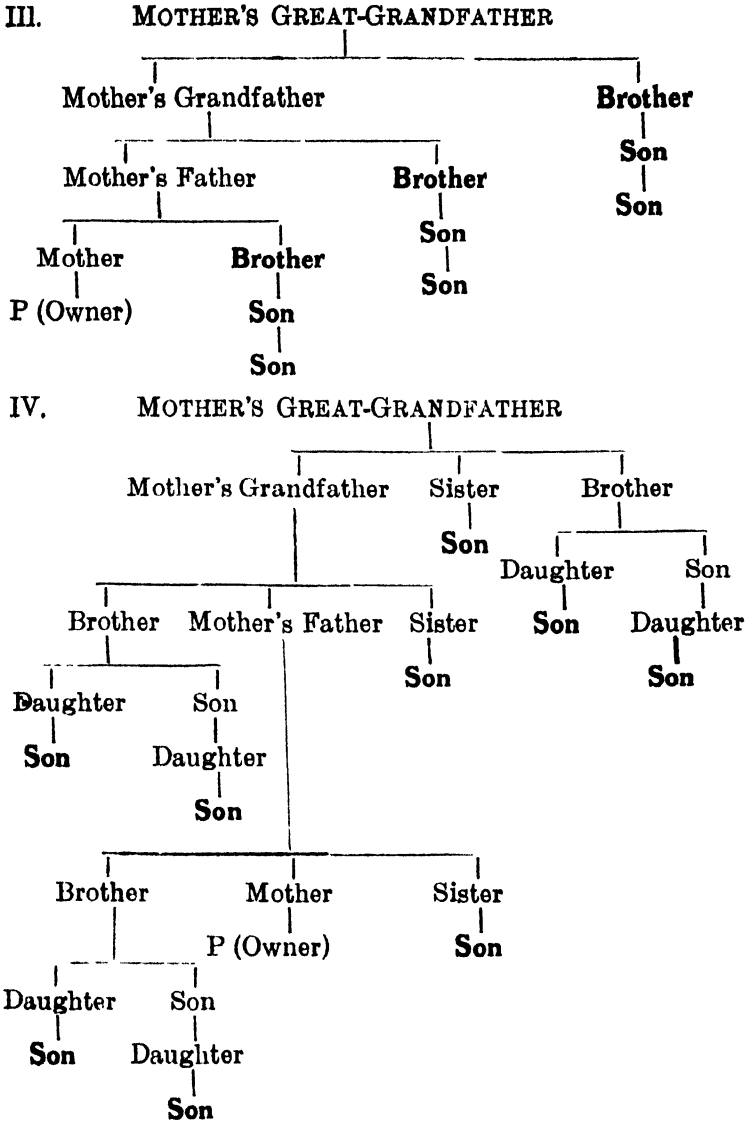 III. MOTHER'S GREAT-GRANDFATHER
Mother's Grandfather Brother
Son
Mother's Father Brother
Son
Son
Mother Brother
Son
P (Owner) Son
Son
IV. MOTHER'S GREAT-GRANDFATHER
Mother's Grandfather Sister Brother
Son
Daughter Son
Brother Mother's Father Sister Son Daughter
Son Son
Daughter Son
Son Daughter
Son
Brother Mother Sister
P (Owner) Son
Daughter Son
Son Daughter
Son